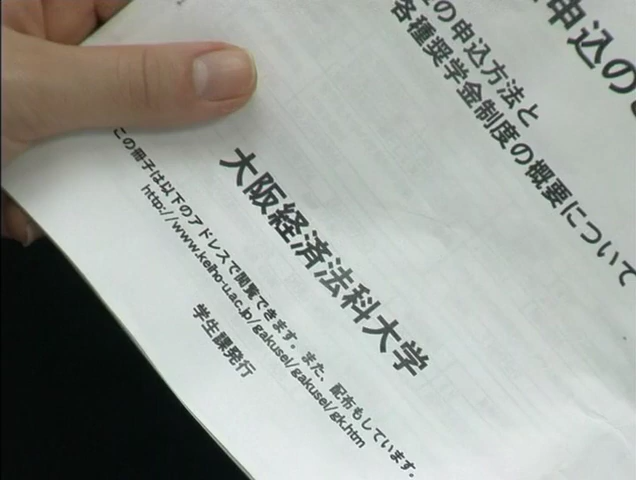 申込の
の申込方法と
各種奨学金制度の概要について
大阪経済法科大学
この冊子は以下のアドレスで閲覧できます。また、配布もしています。
http://www.keiho-u.ac.jp/gakusei/gakusei/gk.htm
学生課発行